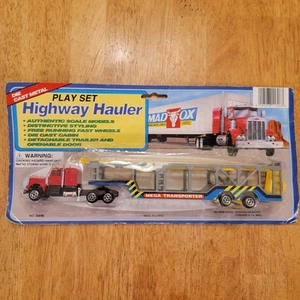 DIE CAST METAL
PLAY SET
Highway Hauler
• AUTHENTIC SCALE MODELS
• DISTINCTIVE STYLING
• FREE RUNNING FAST WHEELS
• DIE CAST CABIN
• DETACHABLE TRAILER AND
OPENABLE DOOR
MAD FOX
WARNING:
MEGA TRANSPORTER